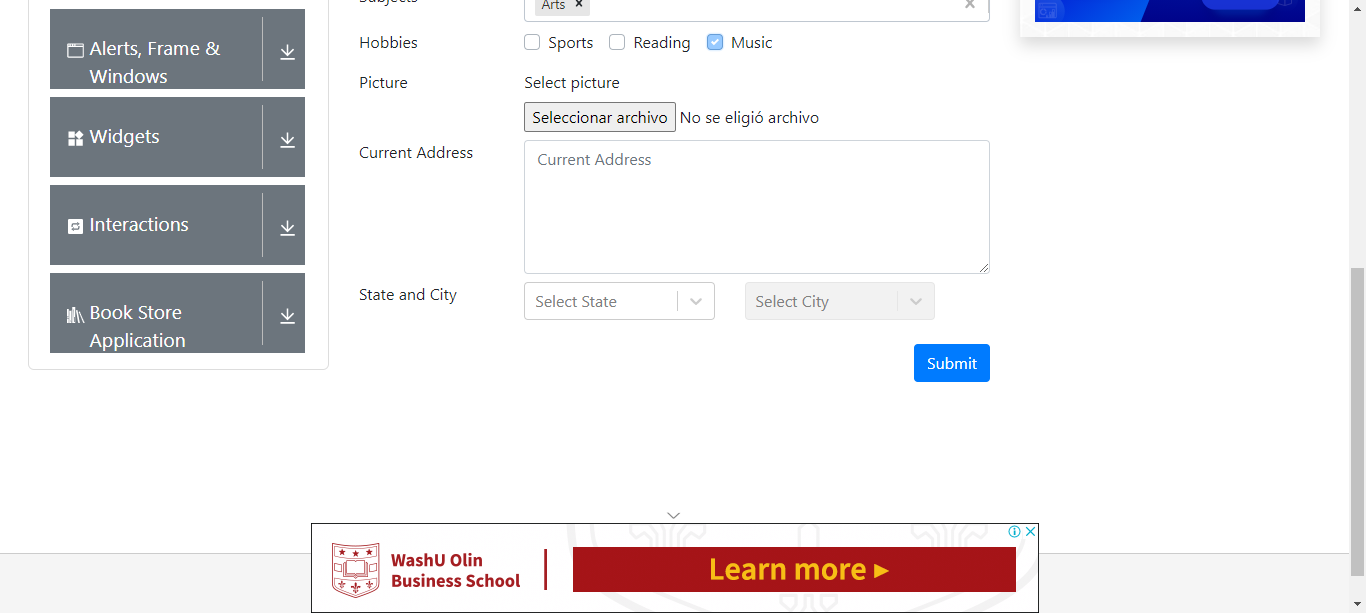 Subjects
Arts ×
Hobbies
Sports Reading Music
Picture
Select picture
Seleccionar archivo No se eligió archivo
Current Address
Current Address
State and City
Select State
Select City
Submit
Alerts, Frame &
Windows
Widgets
Interactions
Book Store
Application
WashU Olin
Business School
Learn more ►